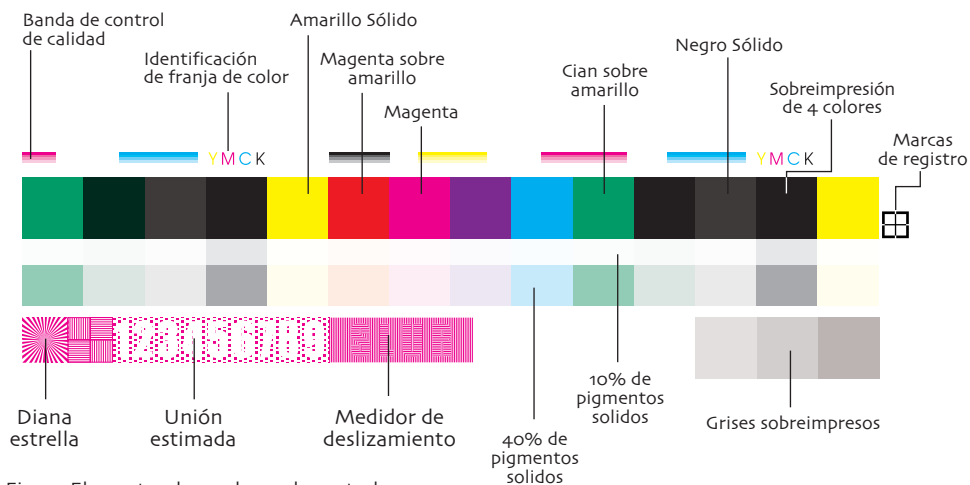 Banda de control
de calidad
Identificación
de franja de color
Amarillo Sólido
Magenta sobre
amarillo
Magenta
Cian sobre
amarillo
Negro Sólido
Sobreimpresión
de 4 colores
Marcas
de registro
YMCK
YMCK
123456789
Diana
estrella
Unión
estimada
Medidor de
deslizamiento
40% de
pigmentos
solidos
10% de
pigmentos
solidos
Grises sobreimpresos